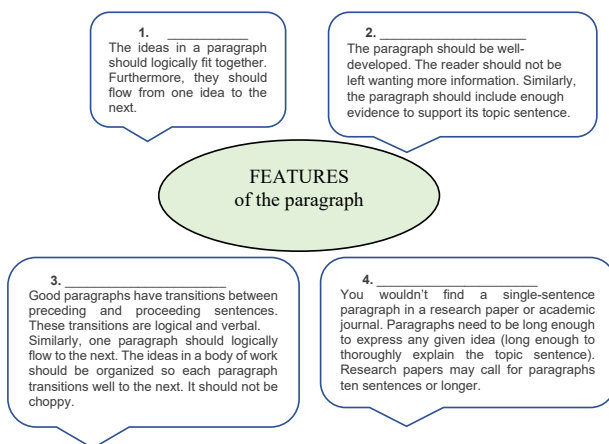 1. ______________
The ideas in a paragraph
should logically fit together.
Furthermore, they should
flow from one idea to the
next.
2. ____________________
The paragraph should be well-
developed. The reader should not be
left wanting more information. Similarly,
the paragraph should include enough
evidence to support its topic sentence.
FEATURES
of the paragraph
3. ______________________
Good paragraphs have transitions between
preceding and proceeding sentences.
These transitions are logical and verbal.
Similarly, one paragraph should logically
flow to the next. The ideas in a body of work
should be organized so each paragraph
transitions well to the next. It should not be
choppy.
4. ______________________
You wouldn’t find a single-sentence
paragraph in a research paper or academic
journal. Paragraphs need to be long enough
to express any given idea (long enough to
thoroughly explain the topic sentence).
Research papers may call for paragraphs
ten sentences or longer.